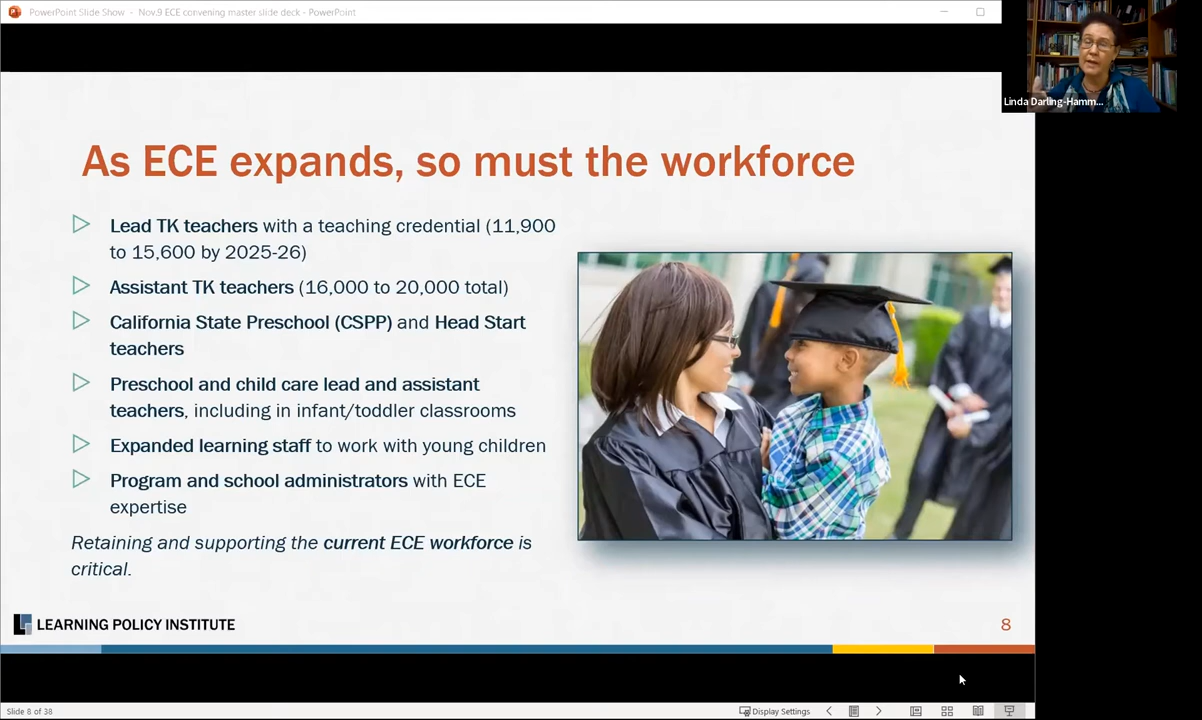 PowerPoint Slide Show - Nov.9 ECE convening master slide deck - PowerPoint
Linda Darling-Hamm...
As ECE expands, so must the workforce
Lead TK teachers with a teaching credential (11,900
to 15,600 by 2025-26)
Assistant TK teachers (16,000 to 20,000 total)
California State Preschool (CSPP) and Head Start
teachers
Preschool and child care lead and assistant
teachers, including in infant/toddler classrooms
Expanded learning staff to work with young children
Program and school administrators with ECE
expertise
Retaining and supporting the current ECE workforce is
critical.
LEARNING POLICY INSTITUTE
8
Slide 8 of 38
Display Settings